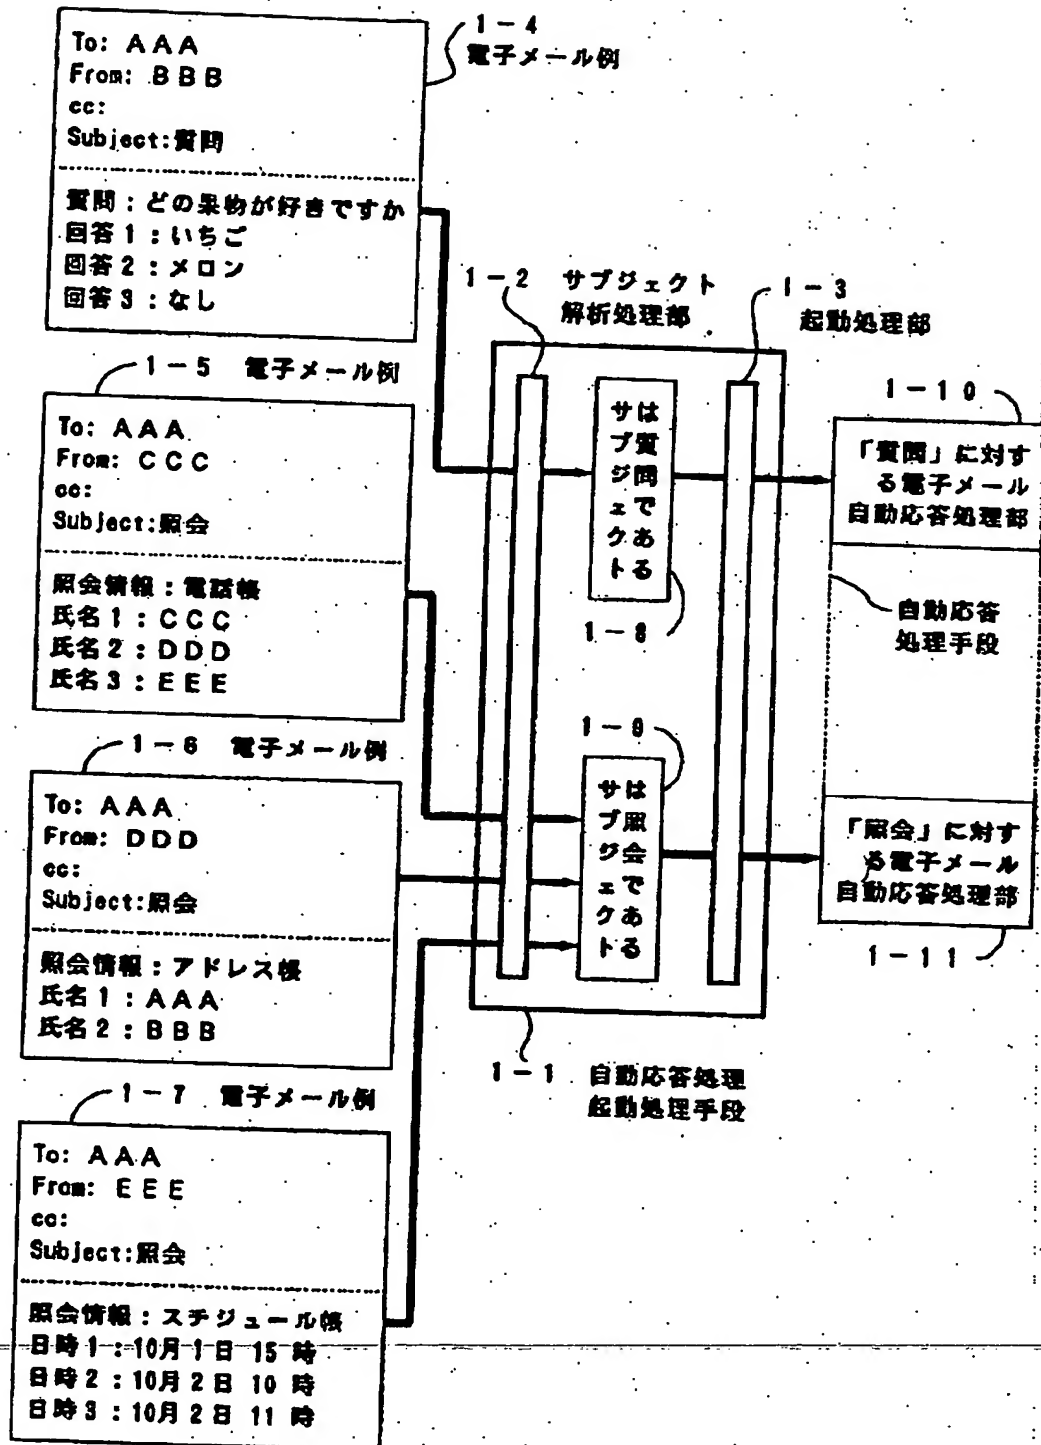 1-4
電子メール例
To: AAA
From: BBB
cc:
Subject:質問
質問:どの果物が好きですか
回答1:いちご
回答2:メロン
回答3:なし
1-5 電子メール例
To: AAA
From: CCC
cc:
Subject:照会
照会情報:電話帳
氏名1:CCC
氏名2:DDD
氏名3:EEE
1-6 電子メール例
To: AAA
From: DDD
cc:
Subject:照会
照会情報:アドレス帳
氏名1:AAA
氏名2:BBB
1-7 電子メール例
To: AAA
From: EEE
cc:
Subject:照会
照会情報:スチジュール帳
日時1:10月1日 15 時
日時2:10月2日 10 時
日時3:10月2日 11 時
1-2 サブジェクト
解析処理部
1-3
起動処理部
サブジェクト
は質問である
1-8
1-9
サブジェクト
は照会である
1-1 自動応答処理
起動処理手段
1-10
「質問」に対す
る電子メール
自動応答処理部
自動応答
処理手段
「照会」に対す
る電子メール
自動応答処理部
1-11